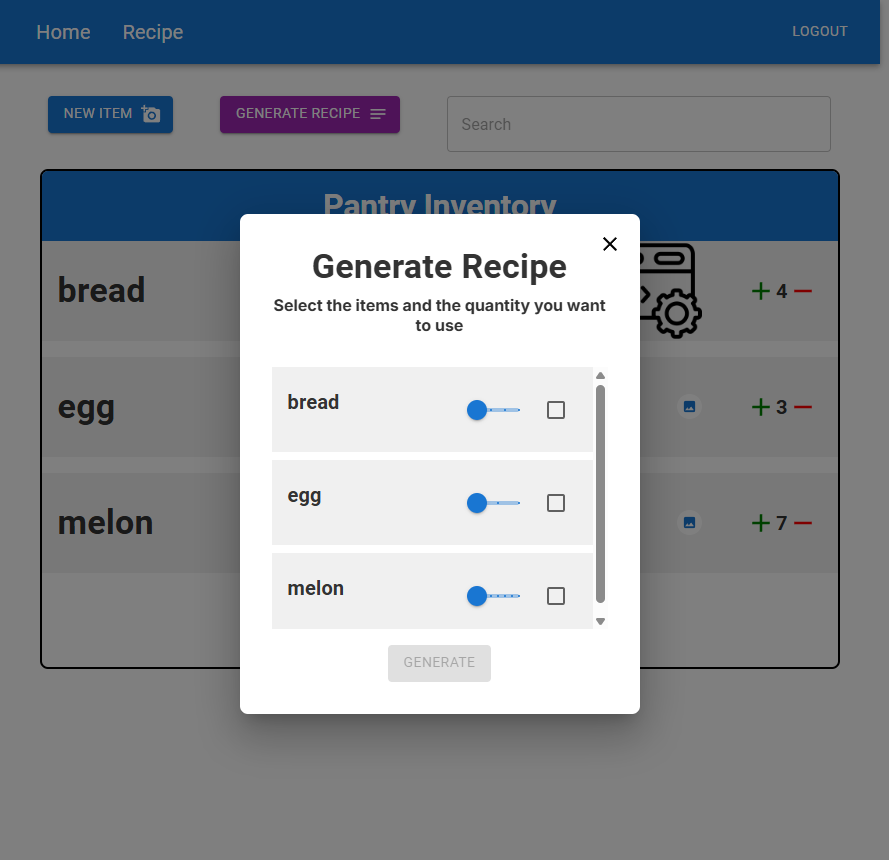 Home Recipe LOGOUT
NEW ITEM GENERATE RECIPE Search
Pantry Inventory
bread 4
egg 3
melon 7
Generate Recipe
Select the items and the quantity you want
to use
bread
egg
melon
GENERATE